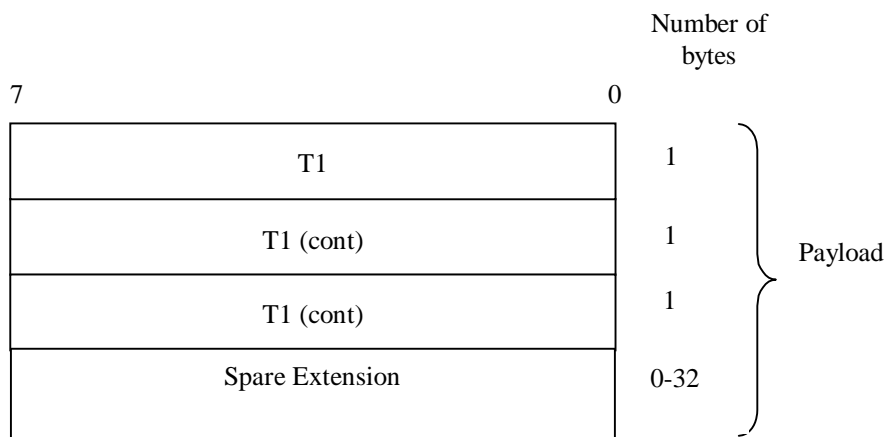 Number of
bytes
7 0
T1 1
T1 (cont) 1
Payload
T1 (cont) 1
Spare Extension 0-32